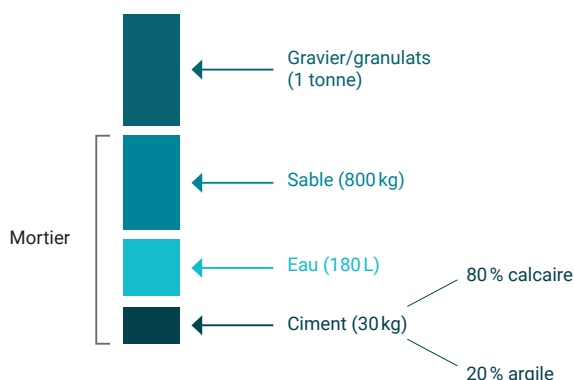 Gravier/granulats
(1 tonne)
Sable (800 kg)
Mortier
Eau (180 L)
80 % calcaire
Ciment (30 kg)
20 % argile